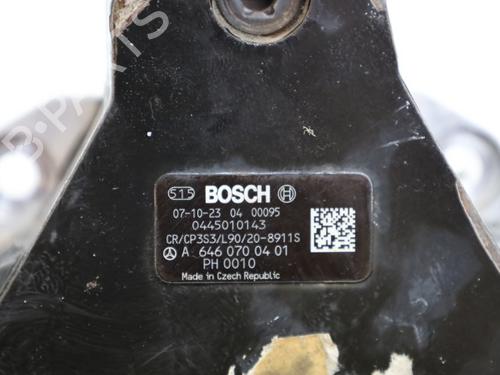 B-PARTS
515 BOSCH
07-10-23 04 00095
0445010143
CR/CP3S3/L90/20-8911S
A 646 070 04 01
PH 0010
Made in Czech Republic